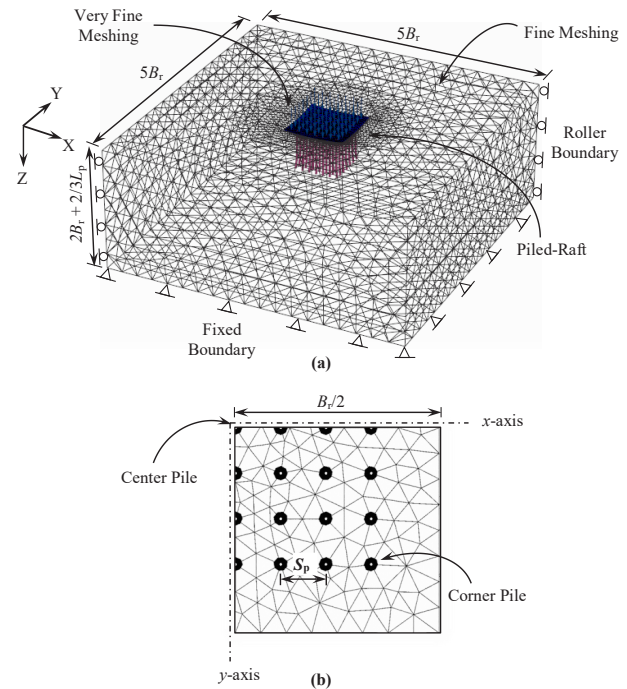 Very Fine
Meshing
5Br
Fine Meshing
5Br
Y
X
Z
Roller
Boundary
2Br + 2/3Lp
Piled-Raft
Fixed
Boundary
(a)
Br/2
x-axis
Center Pile
Sp
Corner Pile
y-axis
(b)